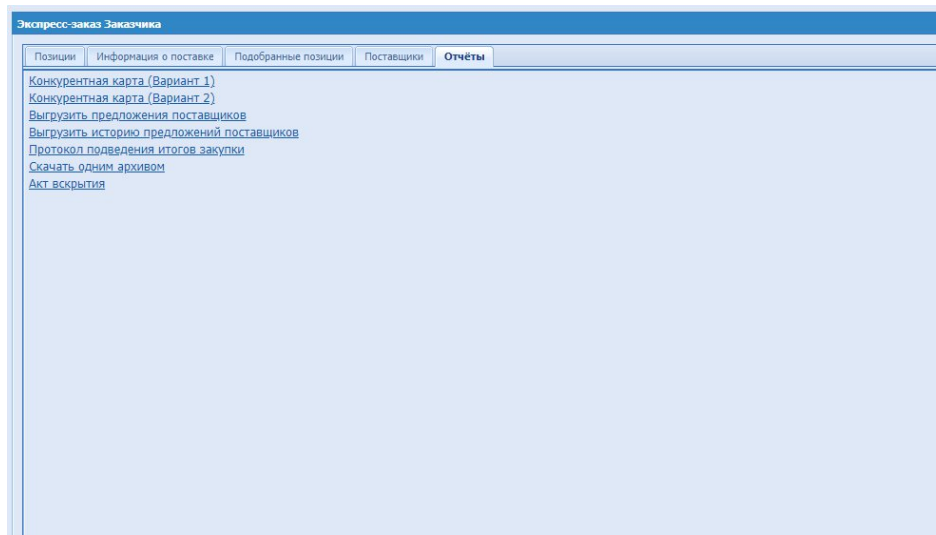 Экспресс-заказ Заказчика
Позиции Информация о поставке Подобранные позиции Поставщики Отчёты
Конкурентная карта (Вариант 1)
Конкурентная карта (Вариант 2)
Выгрузить предложения поставщиков
Выгрузить историю предложений поставщиков
Протокол подведения итогов закупки
Скачать одним архивом
Акт вскрытия